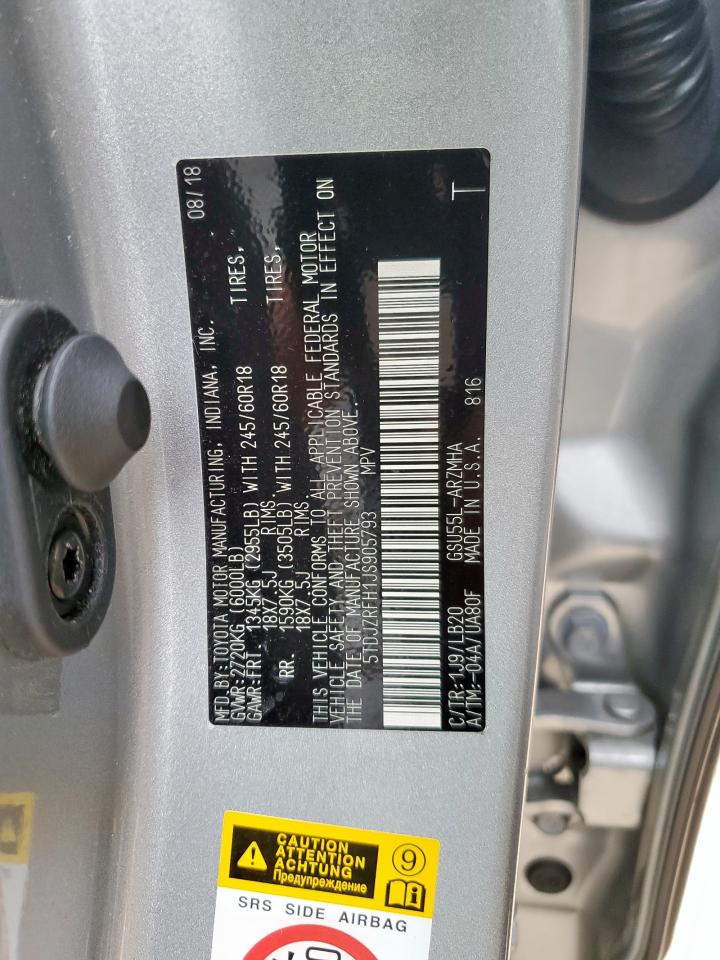 MFD.BY:TOYOTA MOTOR MANUFACTURING, INDIANA, INC. 08/18
GVWR:2720KG (6000LB)
GAWR:FRT. 1345KG (2955LB) WITH 245/60R18 TIRES,
18X7.5J RIMS.
RR. 1590KG (3505LB) WITH 245/60R18 TIRES,
18X7.5J RIMS.
THIS VEHICLE CONFORMS TO ALL APPLICABLE FEDERAL MOTOR
VEHICLE SAFETY AND THEFT PREVENTION STANDARDS IN EFFECT ON
THE DATE OF MANUFACTURE SHOWN ABOVE.
5TDJZRFH1JS905793 MPV
C/TR:1J9/LB20 GSU55L-ARZMHA T
A/TM:-04A/UA80F MADE IN U.S.A. 816
CAUTION
ATTENTION
ACHTUNG
Предупреждение
9
SRS SIDE AIRBAG